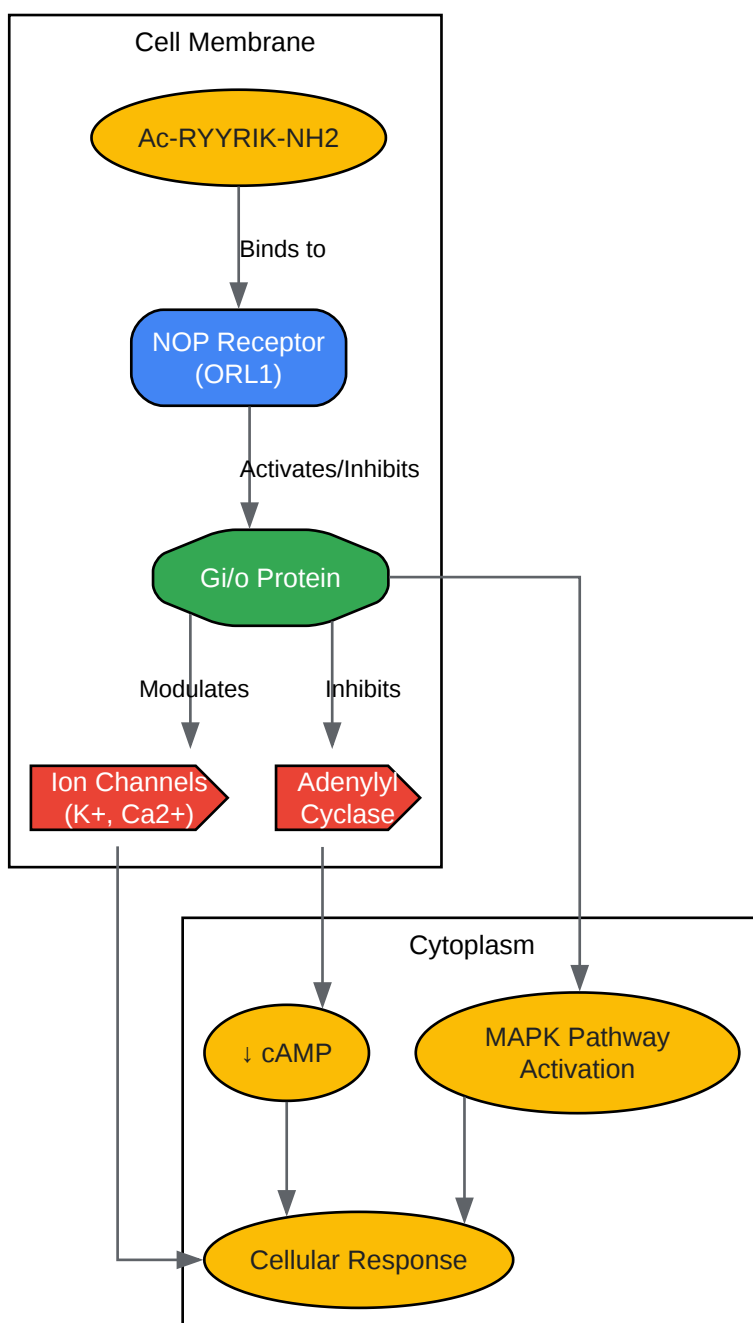 Cell Membrane
Ac-RYYRIK-NH2
Binds to
NOP Receptor
(ORL1)
Activates/Inhibits
Gi/o Protein
Modulates
Inhibits
Ion Channels
(K+, Ca2+)
Adenylyl
Cyclase
Cytoplasm
↓ cAMP
MAPK Pathway
Activation
Cellular Response